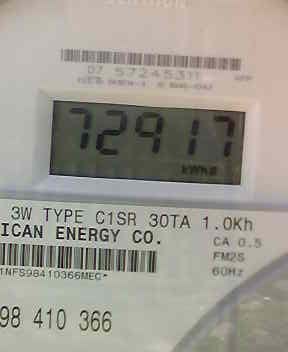 07 57245311
72917
kWh
3W TYPE C1SR 30TA 1.0Kh
ICAN ENERGY CO.
CA 0.5
FM2S
60Hz
1NFS98410366MEC*
98 410 366